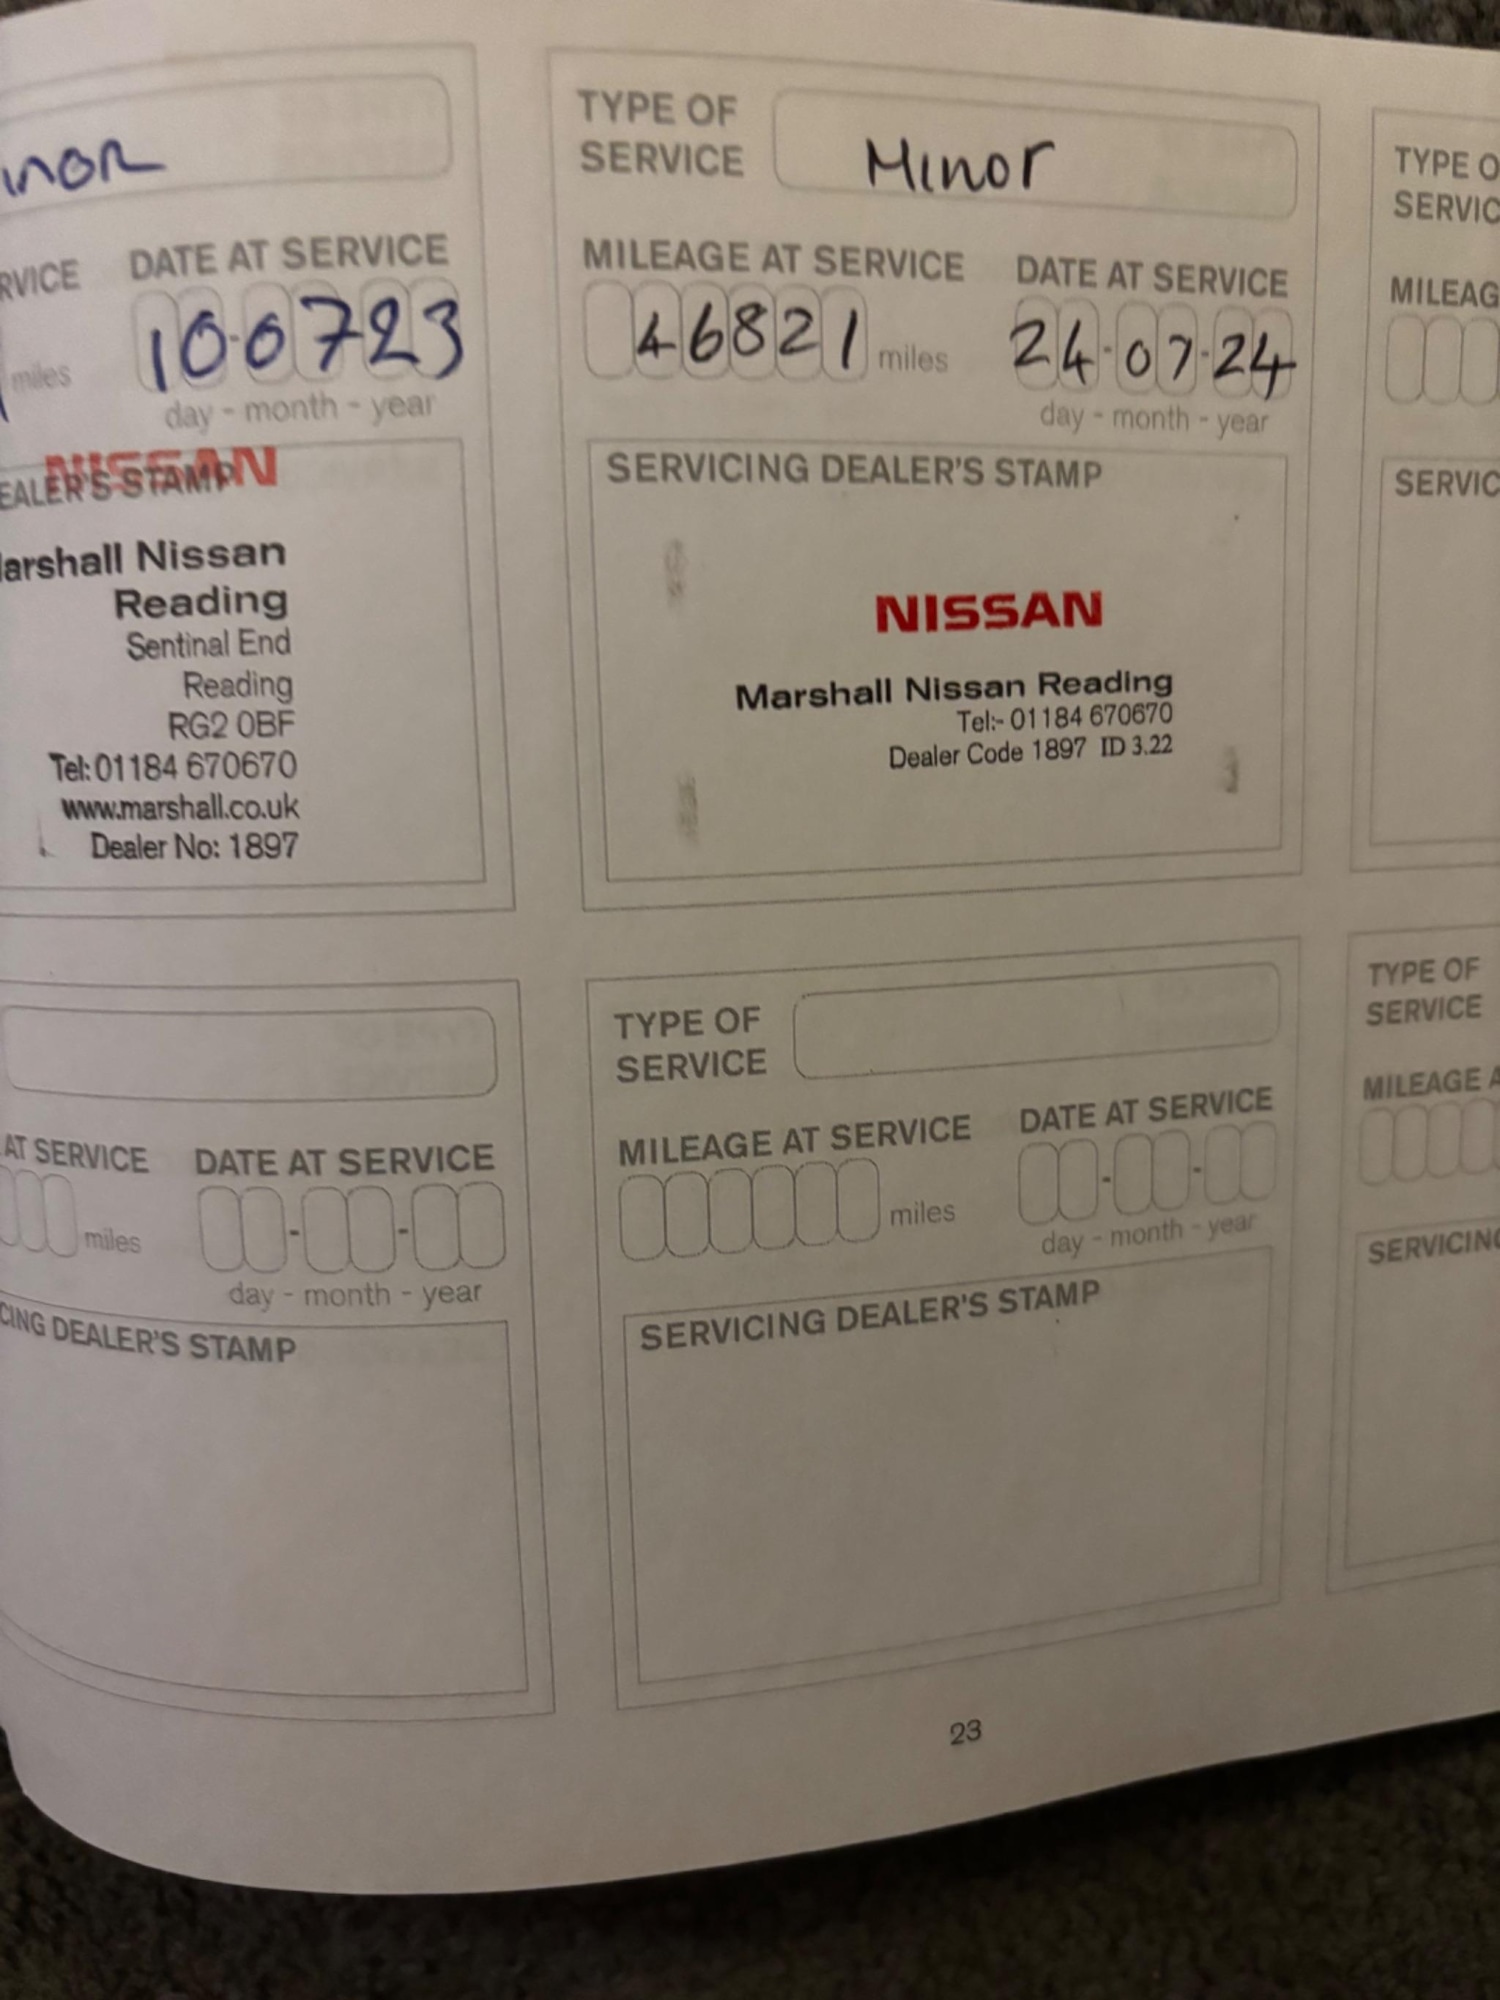 ınor
RVICE DATE AT SERVICE
miles 10-0723
day - month - year
EALER'S STAMP
NISSAN
arshall Nissan
Reading
Sentinal End
Reading
RG2 0BF
Tel: 01184 670670
www.marshall.co.uk
Dealer No: 1897
TYPE OF
SERVICE
Minor
MILEAGE AT SERVICE DATE AT SERVICE
46821 miles 24-07-24
day - month - year
SERVICING DEALER'S STAMP
NISSAN
Marshall Nissan Reading
Tel:- 01184 670670
Dealer Code 1897 ID 3.22
TYPE O
SERVIC
MILEAG
SERVIC
AT SERVICE DATE AT SERVICE
miles
day - month - year
CING DEALER'S STAMP
TYPE OF
SERVICE
MILEAGE AT SERVICE DATE AT SERVICE
miles
day - month - year
SERVICING DEALER'S STAMP
TYPE OF
SERVICE
MILEAGE A
SERVICING
23